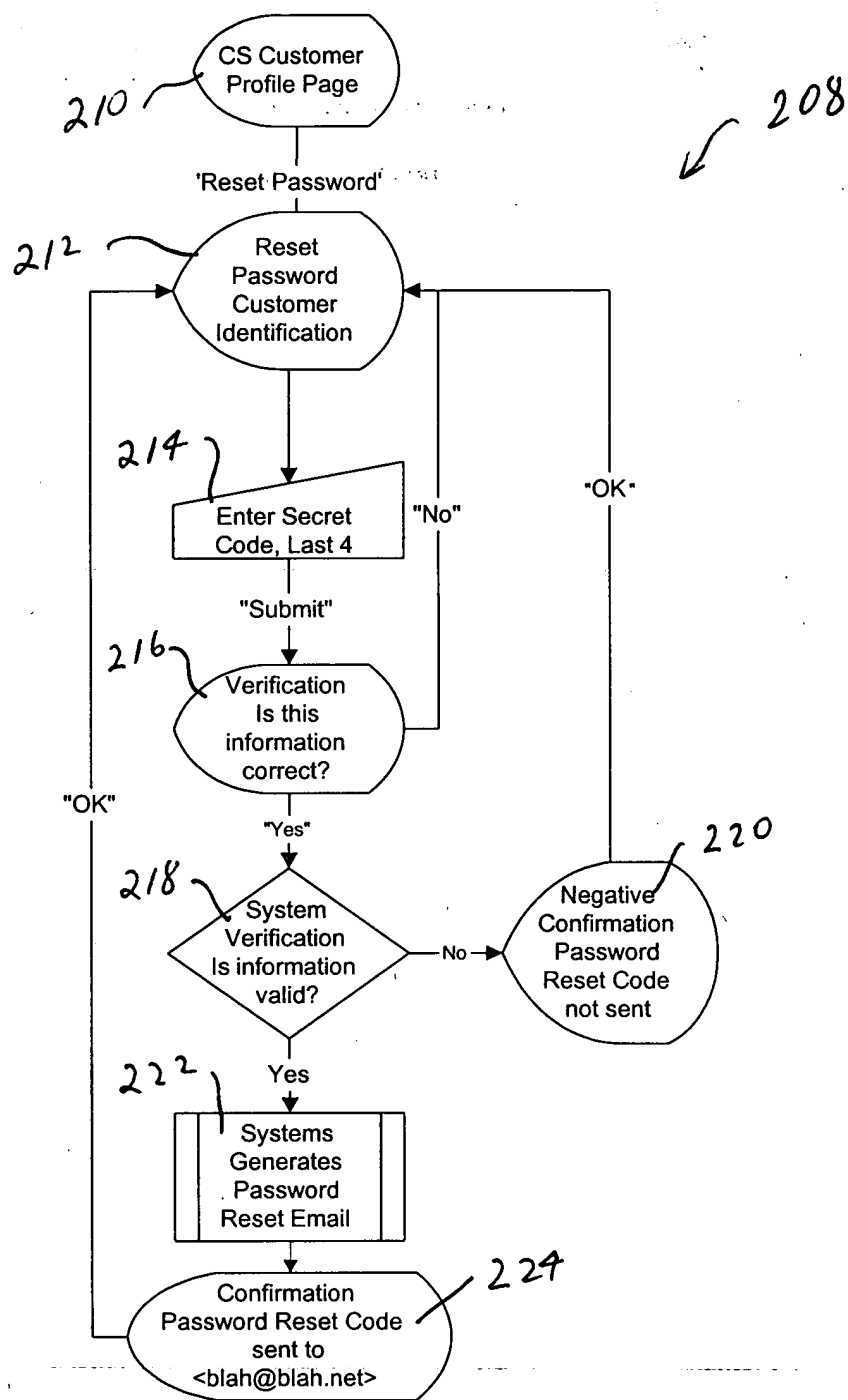 CS Customer
Profile Page
210
208
'Reset Password'
212
Reset
Password
Customer
Identification
214
Enter Secret
Code, Last 4
"No"
"OK"
"Submit"
216
Verification
Is this
information
correct?
"OK"
"Yes"
220
218
System
Verification
Is information
valid?
No
Negative
Confirmation
Password
Reset Code
not sent
Yes
222
Systems
Generates
Password
Reset Email
224
Confirmation
Password Reset Code
sent to
<blah@blah.net>